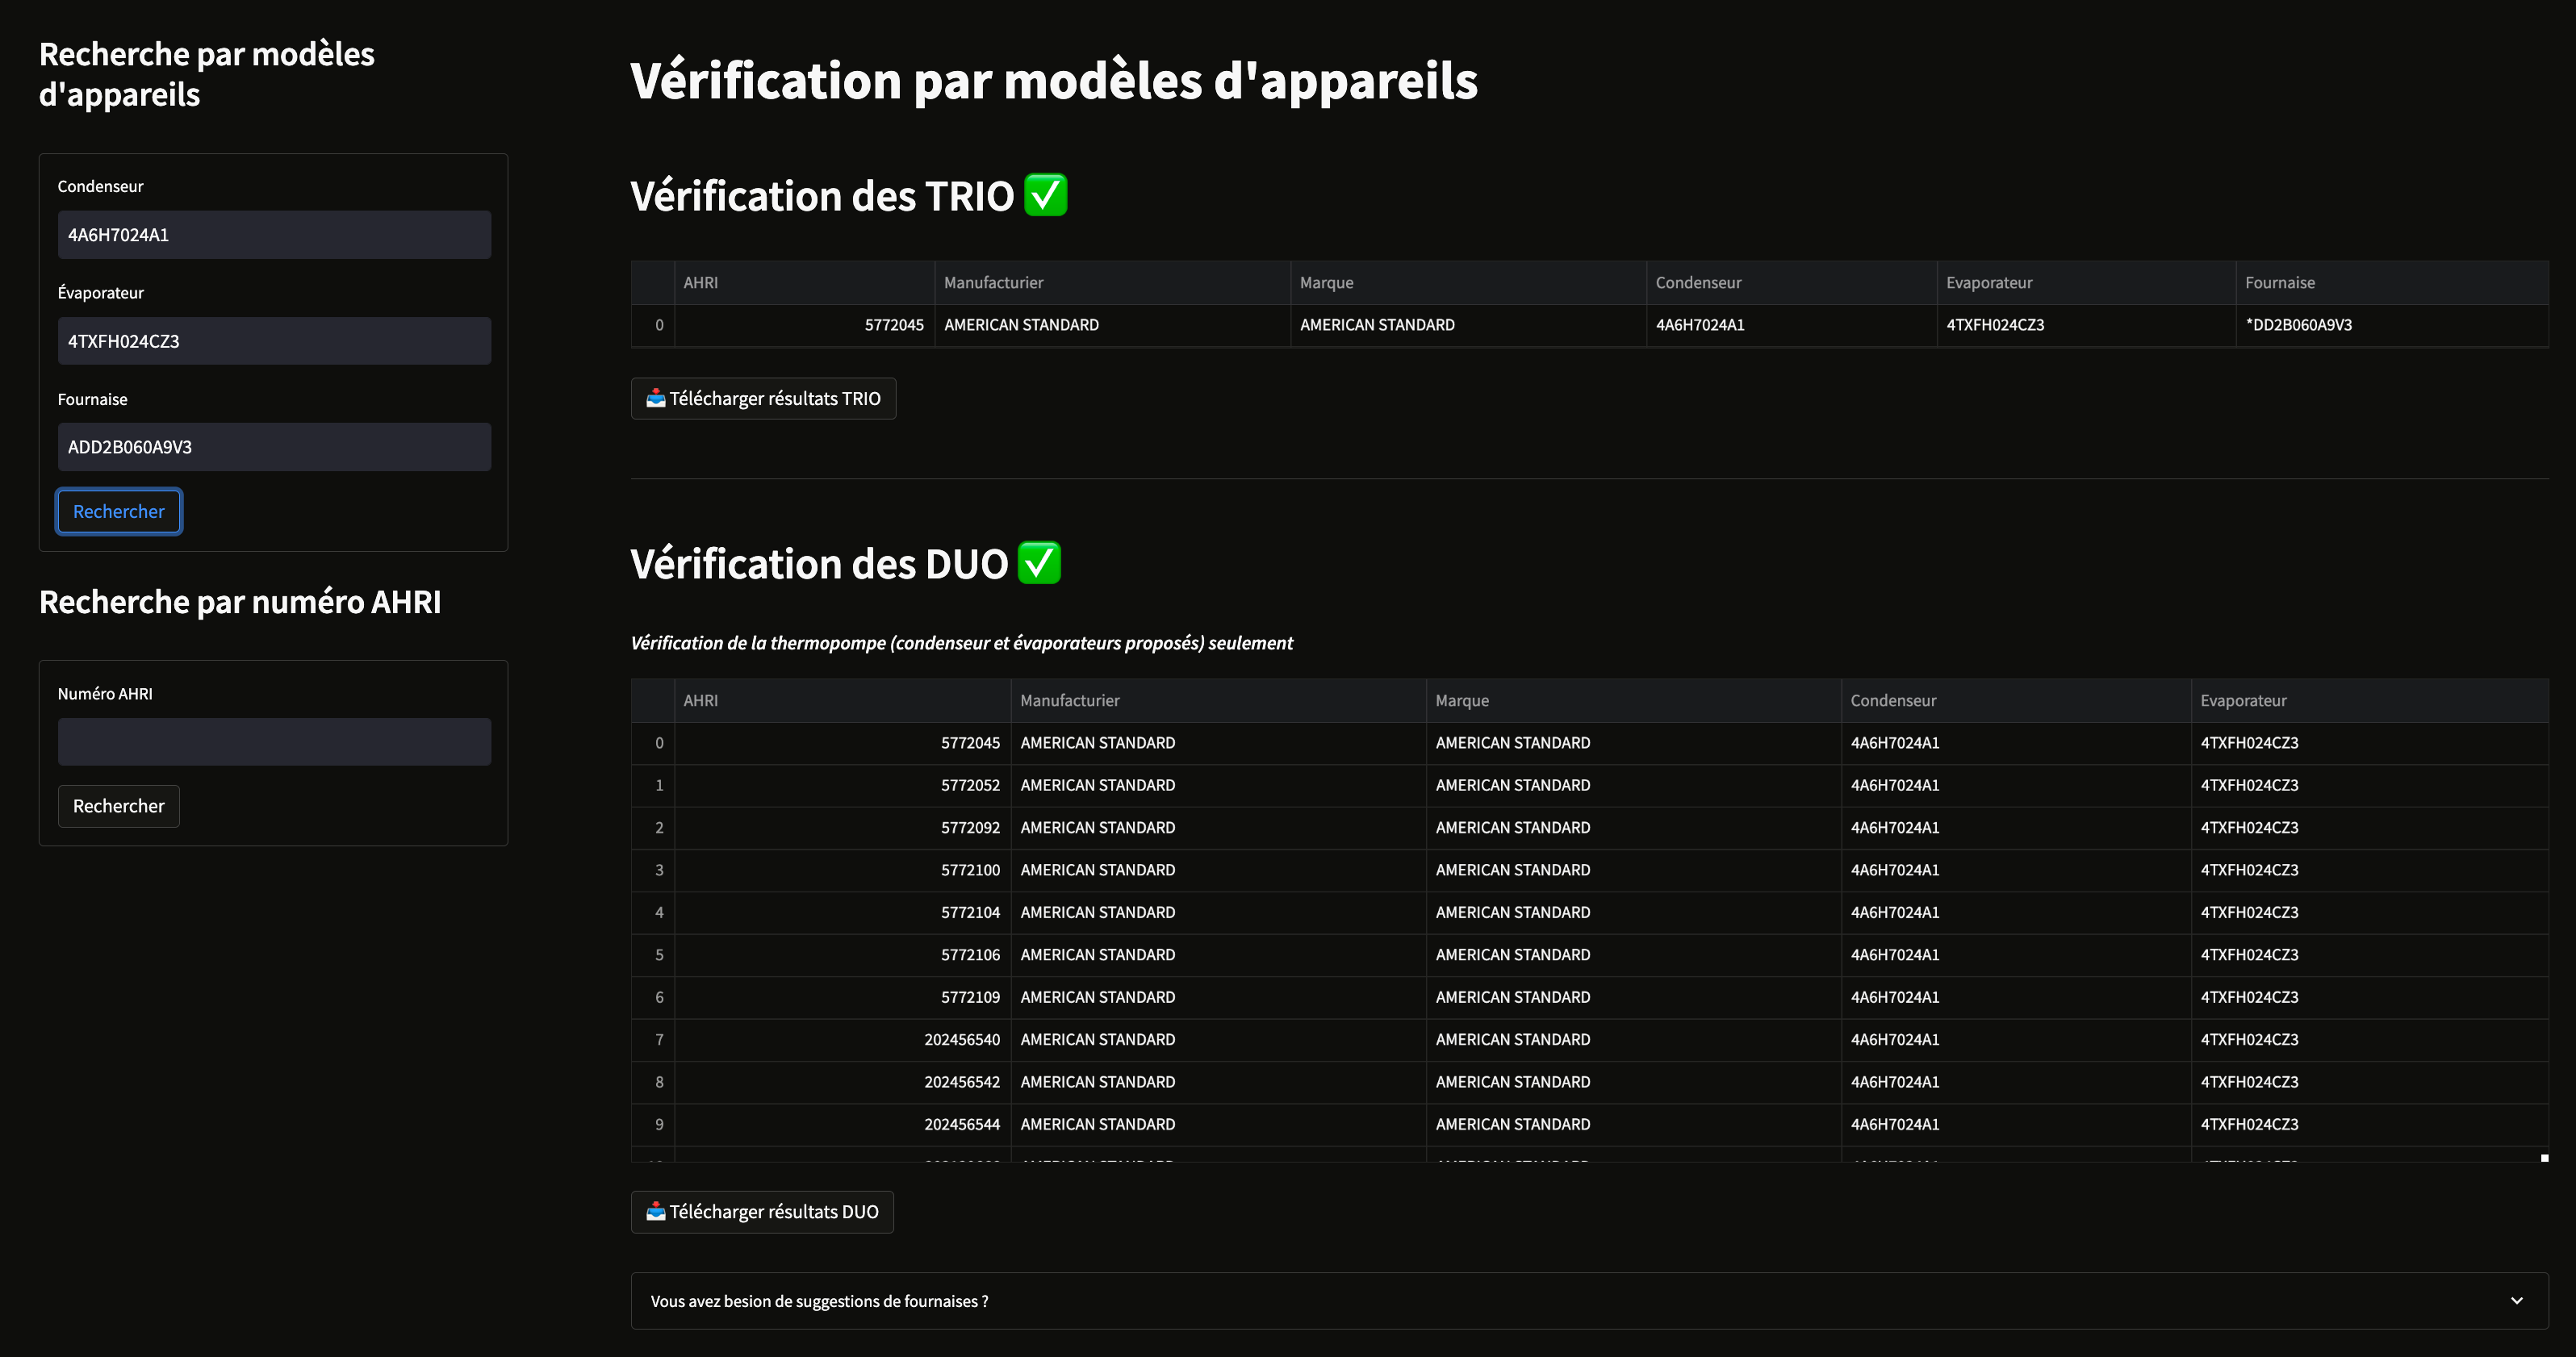 Recherche par modèles
d'appareils
Condenseur
4A6H7024A1
Évaporateur
4TXFH024CZ3
Fournaise
ADD2B060A9V3
Rechercher
Recherche par numéro AHRI
Numéro AHRI
Rechercher
Vérification par modèles d'appareils
Vérification des TRIO ✅
AHRI Manufacturier Marque Condenseur Evaporateur Fournaise
0 5772045 AMERICAN STANDARD AMERICAN STANDARD 4A6H7024A1 4TXFH024CZ3 *DD2B060A9V3
📥 Télécharger résultats TRIO
Vérification des DUO ✅
Vérification de la thermopompe (condenseur et évaporateurs proposés) seulement
AHRI Manufacturier Marque Condenseur Evaporateur
0 5772045 AMERICAN STANDARD AMERICAN STANDARD 4A6H7024A1 4TXFH024CZ3
1 5772052 AMERICAN STANDARD AMERICAN STANDARD 4A6H7024A1 4TXFH024CZ3
2 5772092 AMERICAN STANDARD AMERICAN STANDARD 4A6H7024A1 4TXFH024CZ3
3 5772100 AMERICAN STANDARD AMERICAN STANDARD 4A6H7024A1 4TXFH024CZ3
4 5772104 AMERICAN STANDARD AMERICAN STANDARD 4A6H7024A1 4TXFH024CZ3
5 5772106 AMERICAN STANDARD AMERICAN STANDARD 4A6H7024A1 4TXFH024CZ3
6 5772109 AMERICAN STANDARD AMERICAN STANDARD 4A6H7024A1 4TXFH024CZ3
7 202456540 AMERICAN STANDARD AMERICAN STANDARD 4A6H7024A1 4TXFH024CZ3
8 202456542 AMERICAN STANDARD AMERICAN STANDARD 4A6H7024A1 4TXFH024CZ3
9 202456544 AMERICAN STANDARD AMERICAN STANDARD 4A6H7024A1 4TXFH024CZ3
📥 Télécharger résultats DUO
Vous avez besion de suggestions de fournaises ?